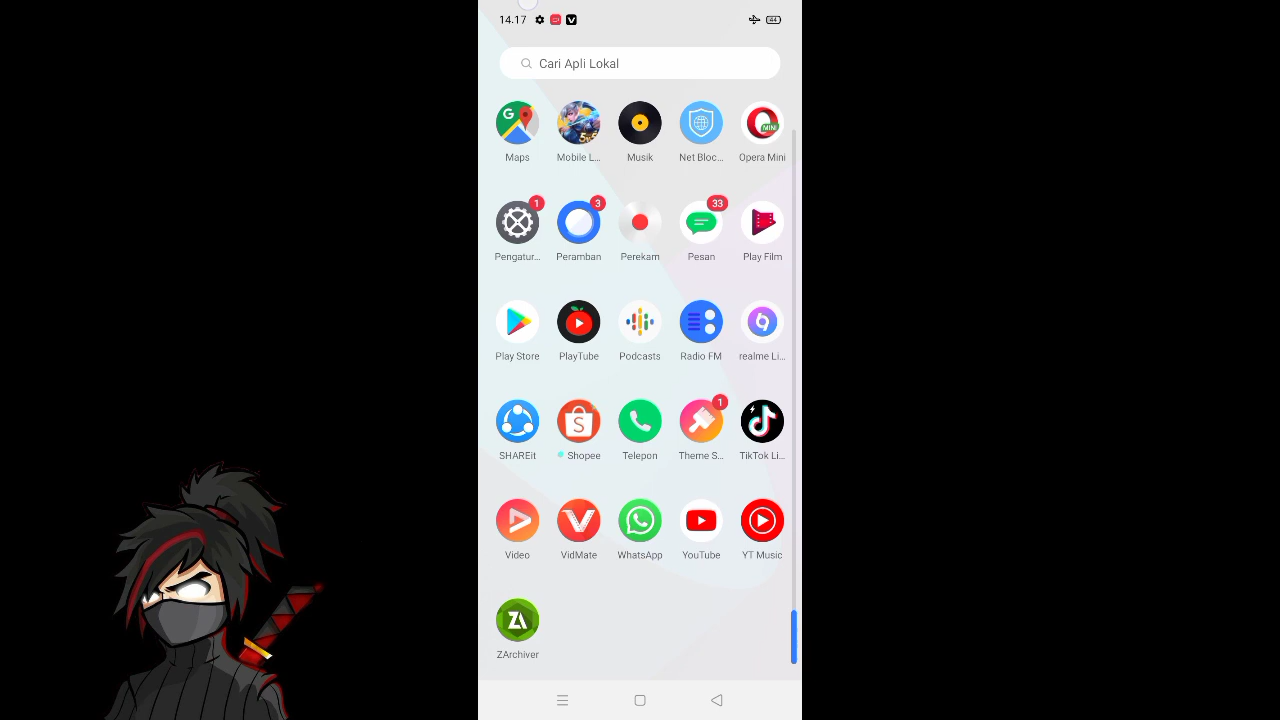 14.17 44
Cari Apli Lokal
Maps Mobile L... Musik Net Bloc... Opera Mini
1 3 33
Pengatur... Peramban Perekam Pesan Play Film
Play Store PlayTube Podcasts Radio FM realme Li...
1
SHAREit Shopee Telepon Theme S... TikTok Li...
Video VidMate WhatsApp YouTube YT Music
ZA
ZArchiver